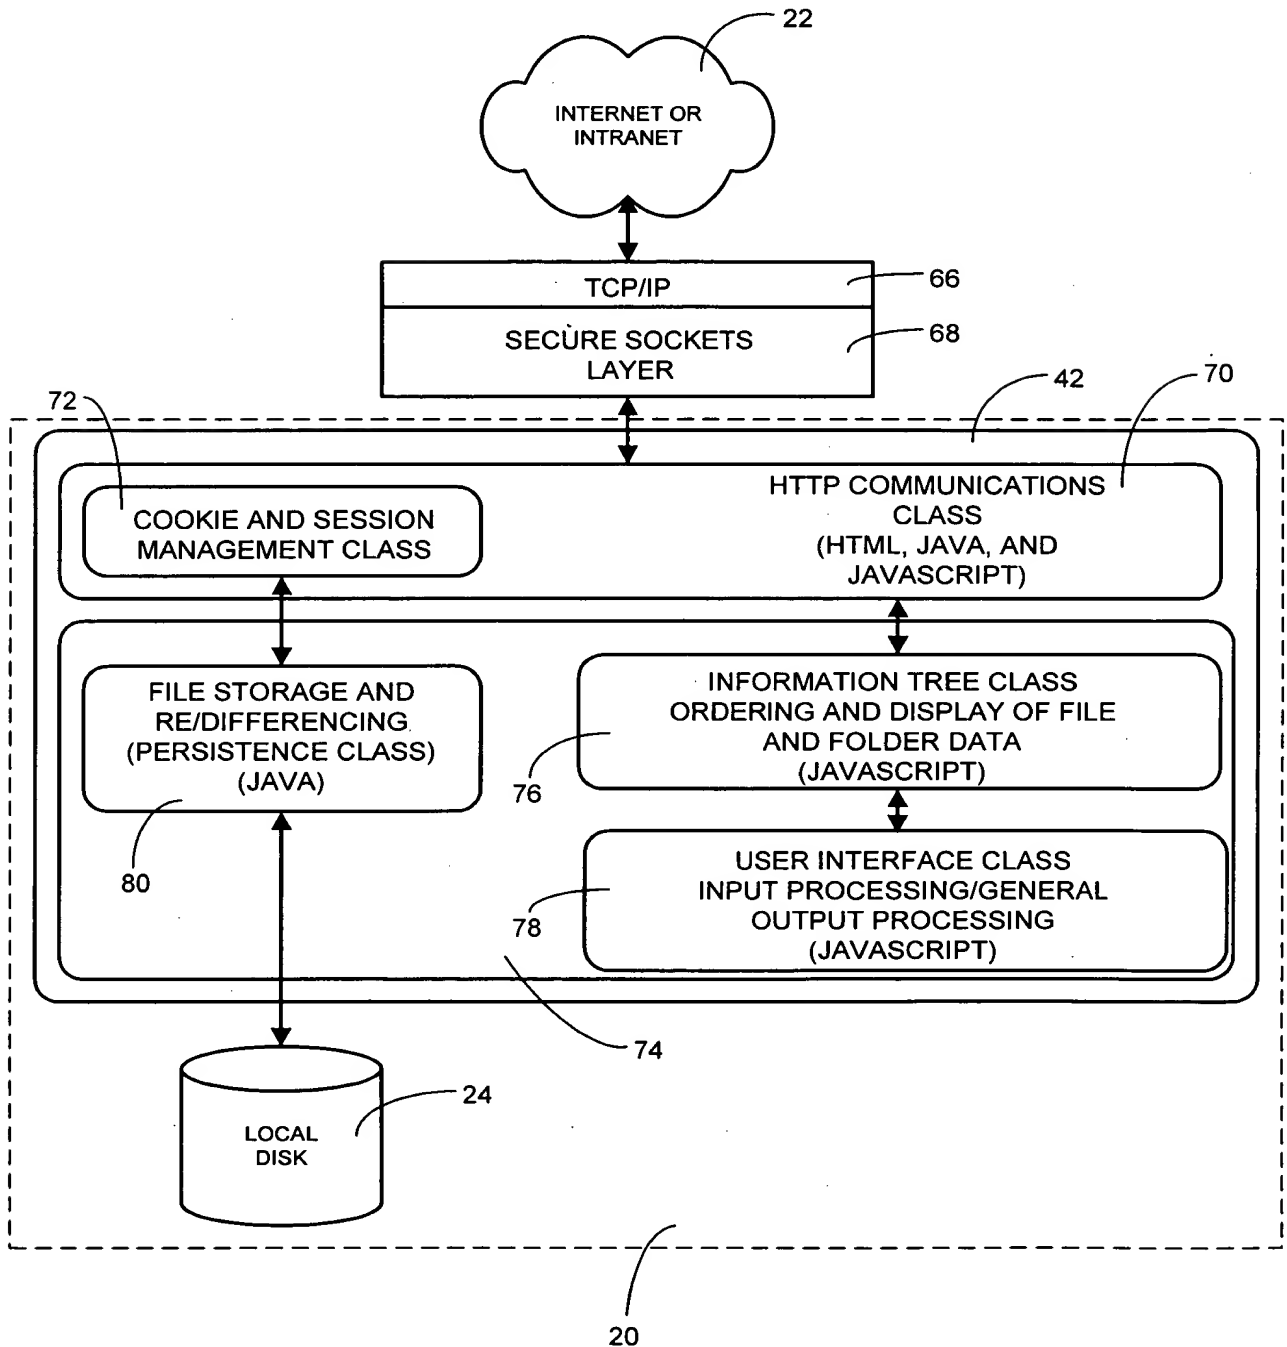 22
INTERNET OR
INTRANET
TCP/IP
66
SECURE SOCKETS
LAYER
68
42
70
72
COOKIE AND SESSION
MANAGEMENT CLASS
HTTP COMMUNICATIONS
CLASS
(HTML, JAVA, AND
JAVASCRIPT)
FILE STORAGE AND
RE/DIFFERENCING
(PERSISTENCE CLASS)
(JAVA)
80
INFORMATION TREE CLASS
ORDERING AND DISPLAY OF FILE
AND FOLDER DATA
(JAVASCRIPT)
76
USER INTERFACE CLASS
INPUT PROCESSING/GENERAL
OUTPUT PROCESSING
(JAVASCRIPT)
78
74
24
LOCAL
DISK
20